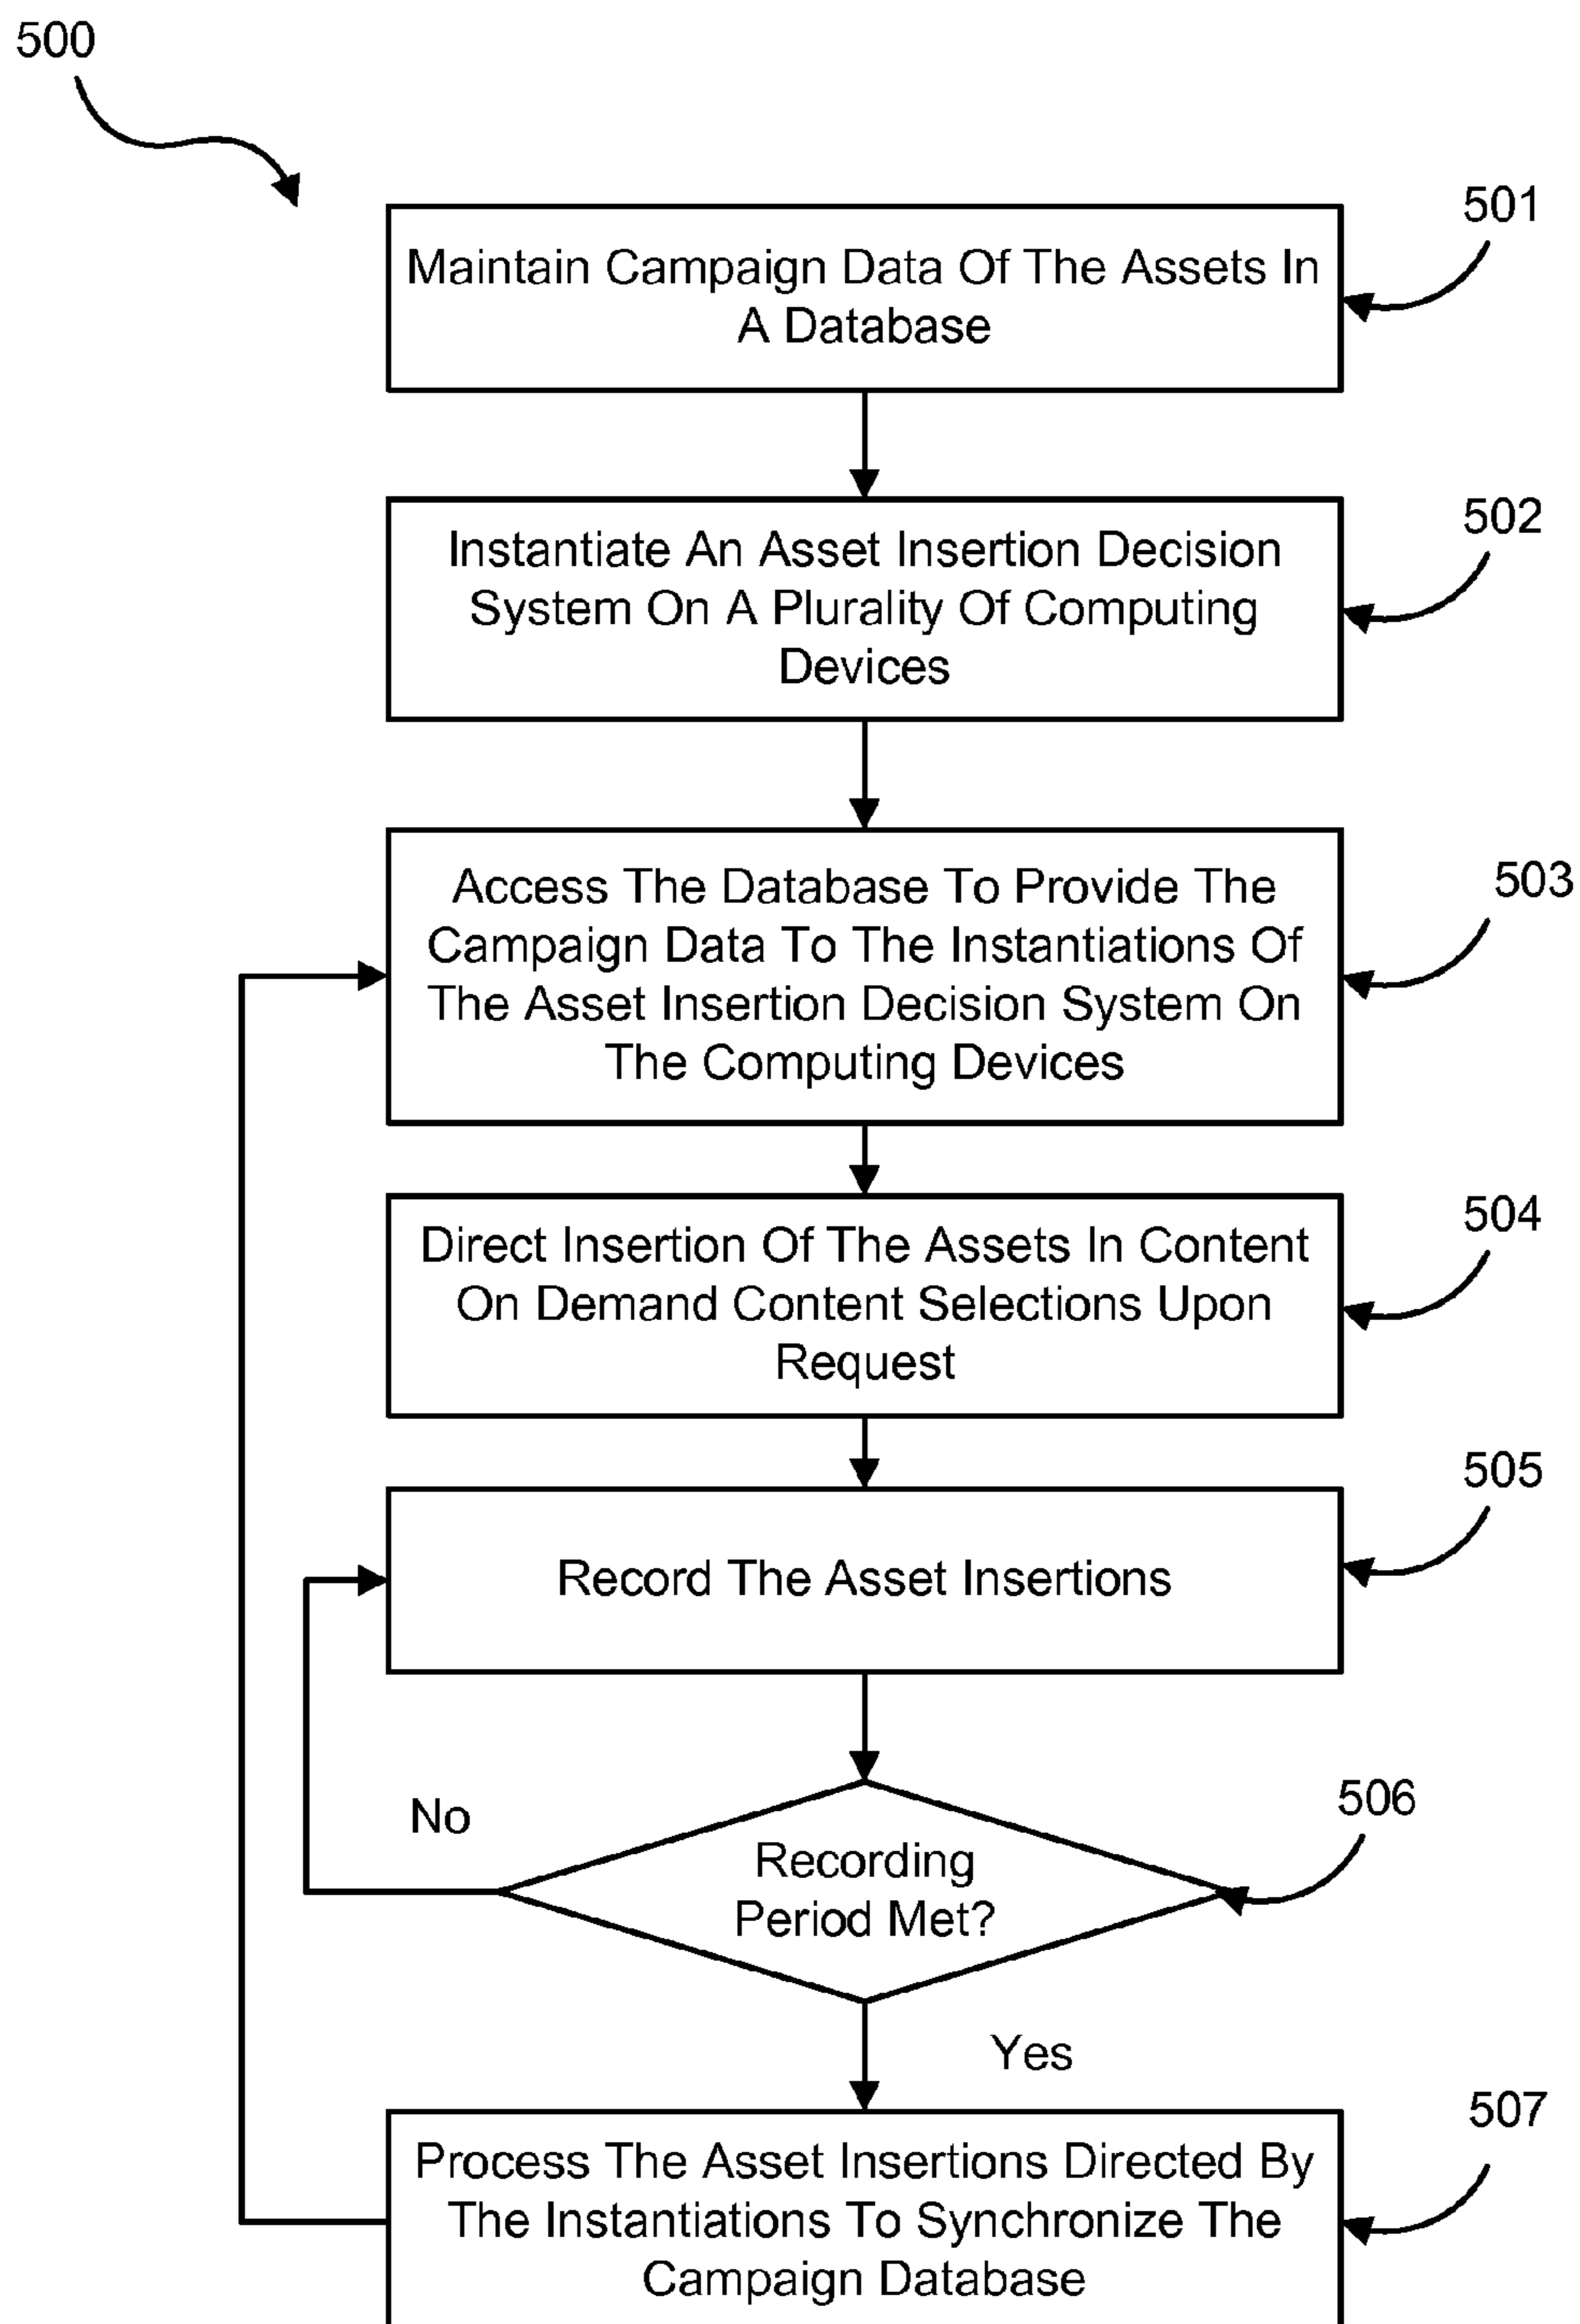 500
501
Maintain Campaign Data Of The Assets In
A Database
502
Instantiate An Asset Insertion Decision
System On A Plurality Of Computing
Devices
503
Access The Database To Provide The
Campaign Data To The Instantiations Of
The Asset Insertion Decision System On
The Computing Devices
504
Direct Insertion Of The Assets In Content
On Demand Content Selections Upon
Request
505
Record The Asset Insertions
506
No
Recording
Period Met?
Yes
507
Process The Asset Insertions Directed By
The Instantiations To Synchronize The
Campaign Database